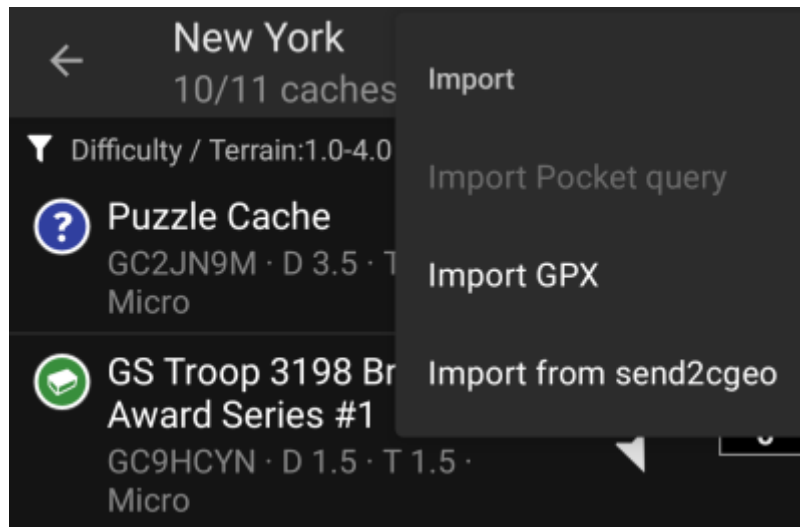 New York
10/11 caches
Difficulty / Terrain:1.0-4.0
Puzzle Cache
GC2JN9M · D 3.5 · T
Micro
GS Troop 3198 Br
Award Series #1
GC9HCYN · D 1.5 · T 1.5 ·
Micro
Import
Import Pocket query
Import GPX
Import from send2cgeo